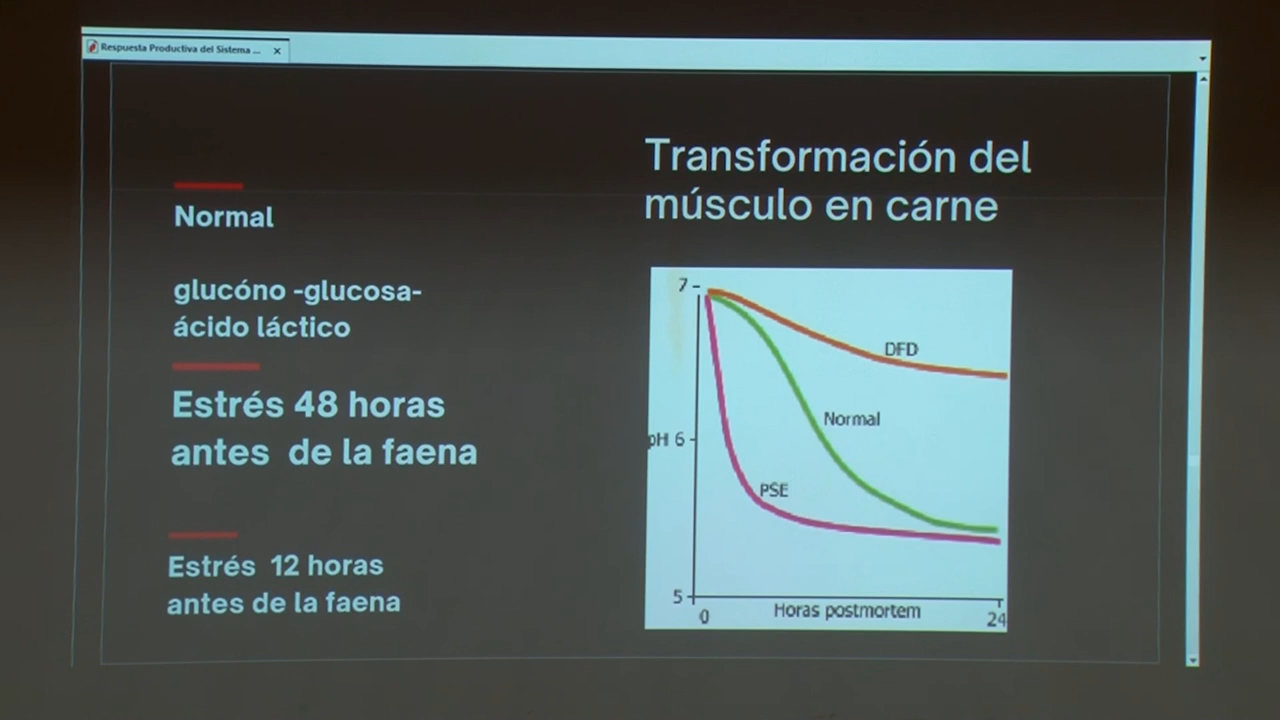 Respuesta Productiva del Sistema ...
Transformación del
músculo en carne
Normal
glucóno -glucosa-
ácido láctico
Estrés 48 horas
antes de la faena
Estrés 12 horas
antes de la faena
7
DFD
Normal
pH 6
PSE
5
0
Horas postmortem
24